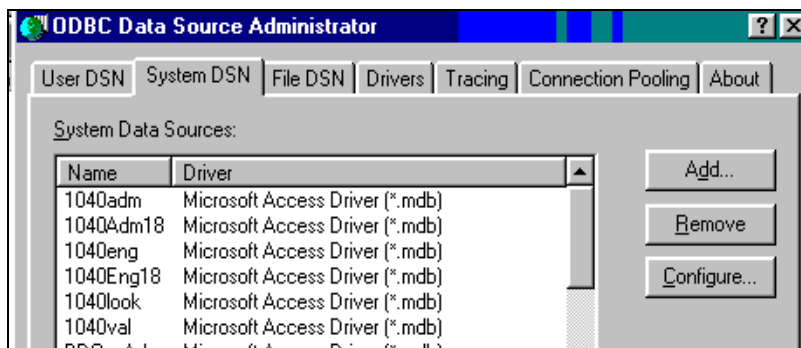 ODBC Data Source Administrator
User DSN System DSN File DSN Drivers Tracing Connection Pooling About
System Data Sources:
Name Driver
1040adm Microsoft Access Driver (*.mdb)
1040Adm18 Microsoft Access Driver (*.mdb)
1040eng Microsoft Access Driver (*.mdb)
1040Eng18 Microsoft Access Driver (*.mdb)
1040look Microsoft Access Driver (*.mdb)
1040val Microsoft Access Driver (*.mdb)
Add...
Remove
Configure...